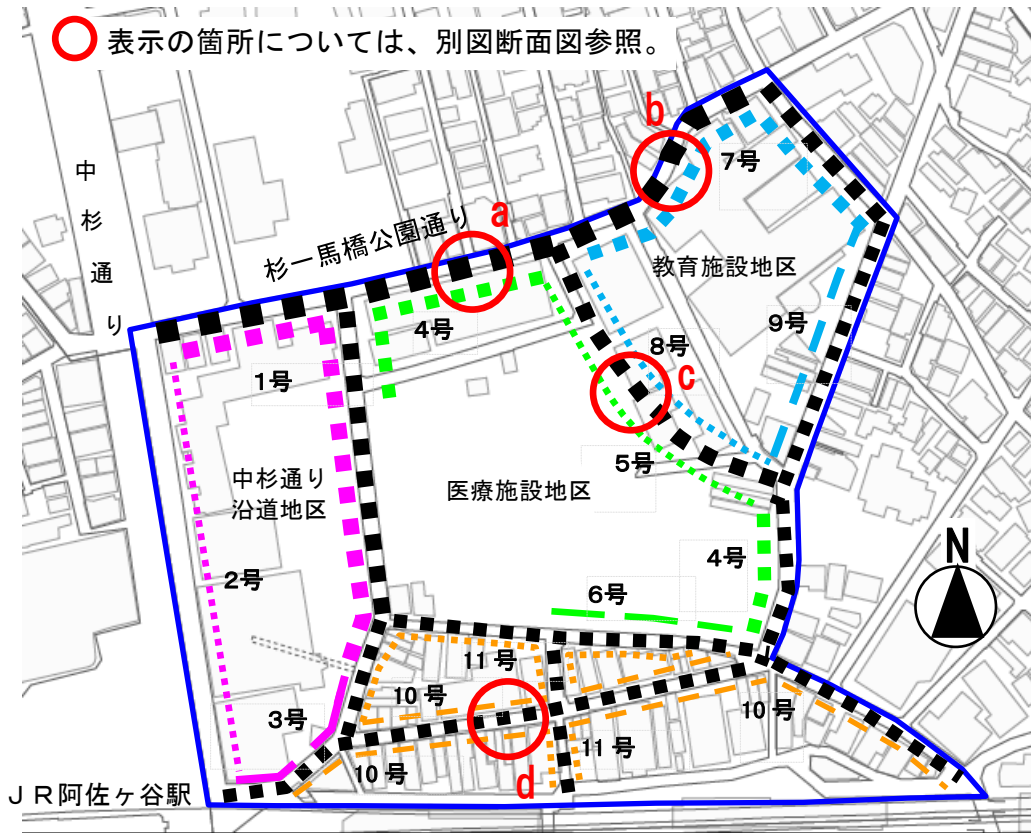 表示の箇所については、別図断面図参照。
b
7号
中杉通り
a
杉一馬橋公園通り
教育施設地区
4号
9号
8号
1号
c
5号
中杉通り
沿道地区
医療施設地区
N
4号
2号
6号
11号
10号
3号
10号
11号
10号
d
JR阿佐ヶ谷駅